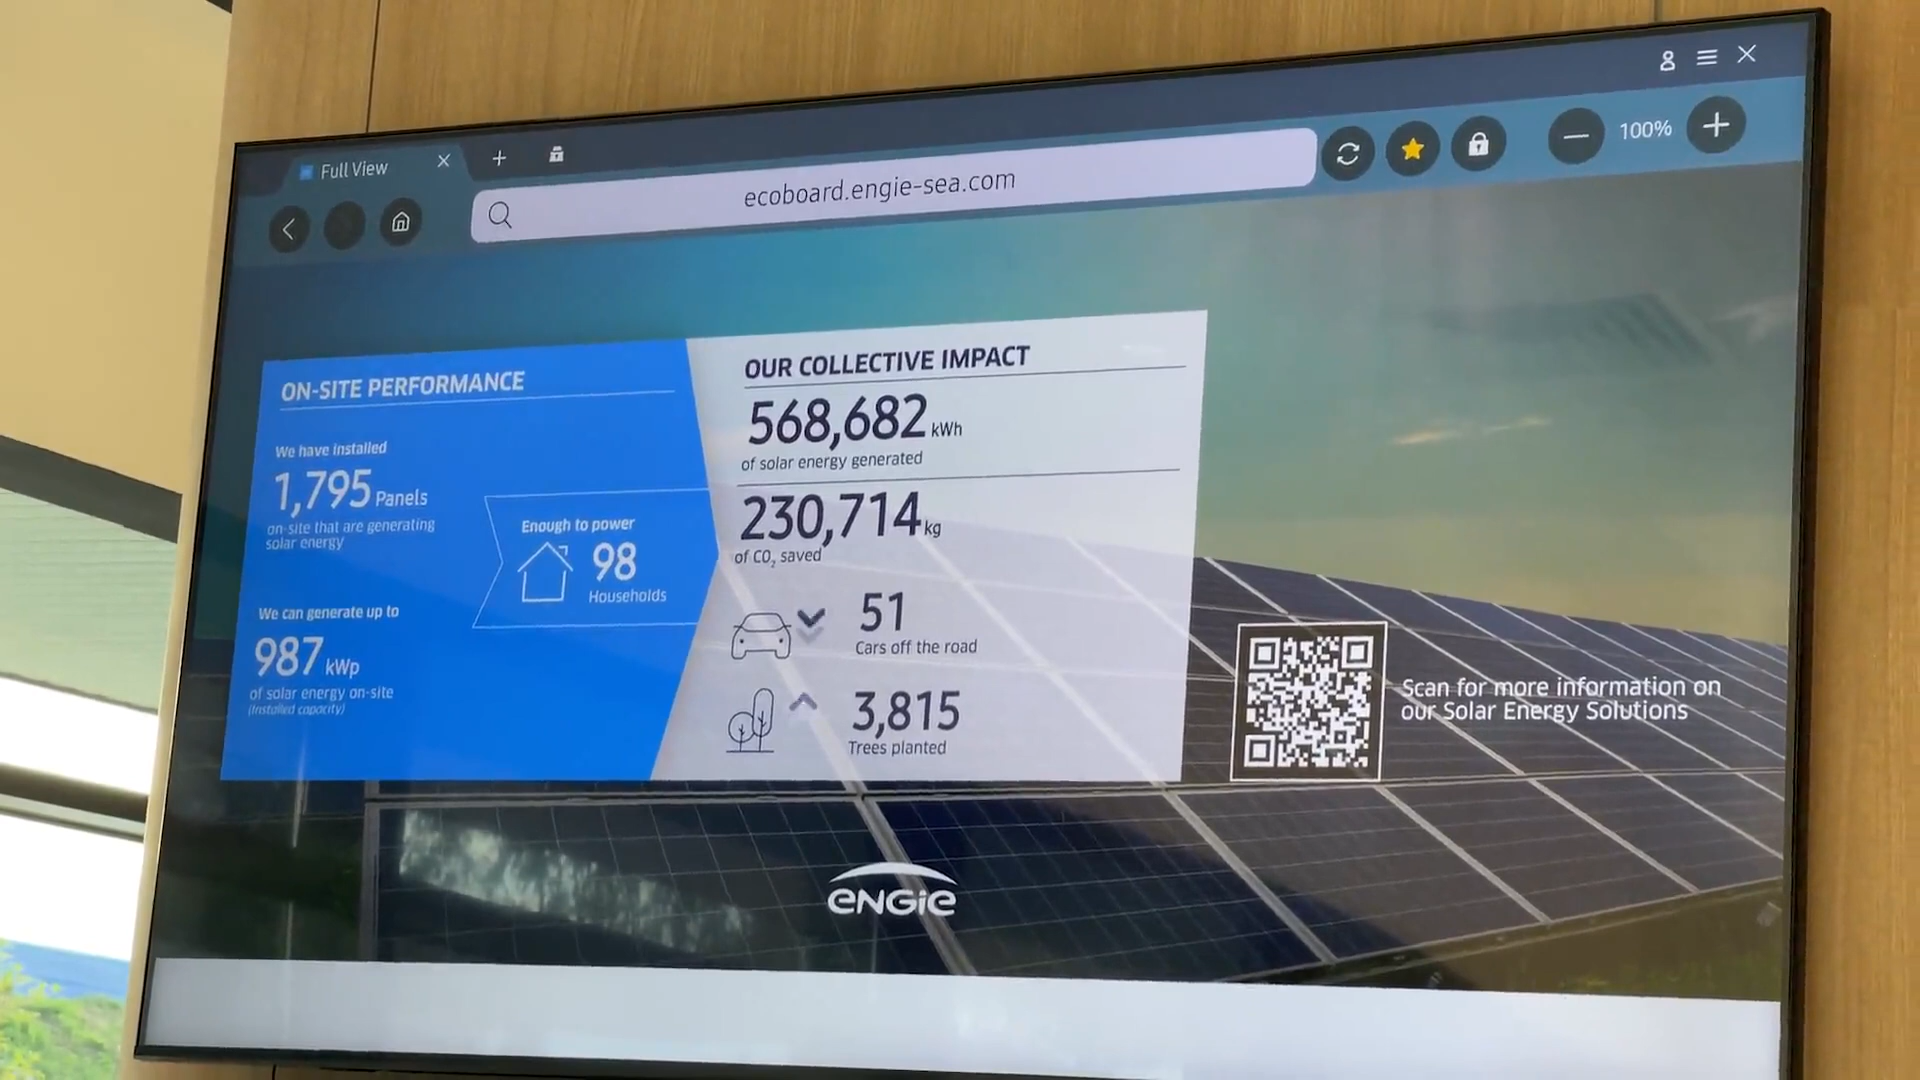 Full View
ecoboard.engie-sea.com
100%
ON-SITE PERFORMANCE
We have installed
1,795 Panels
on-site that are generating
solar energy
Enough to power
98
Households
We can generate up to
987 kWp
of solar energy on-site
(Installed capacity)
OUR COLLECTIVE IMPACT
568,682 kWh
of solar energy generated
230,714 kg
of CO₂ saved
51
Cars off the road
3,815
Trees planted
Scan for more information on
our Solar Energy Solutions
ENGIE